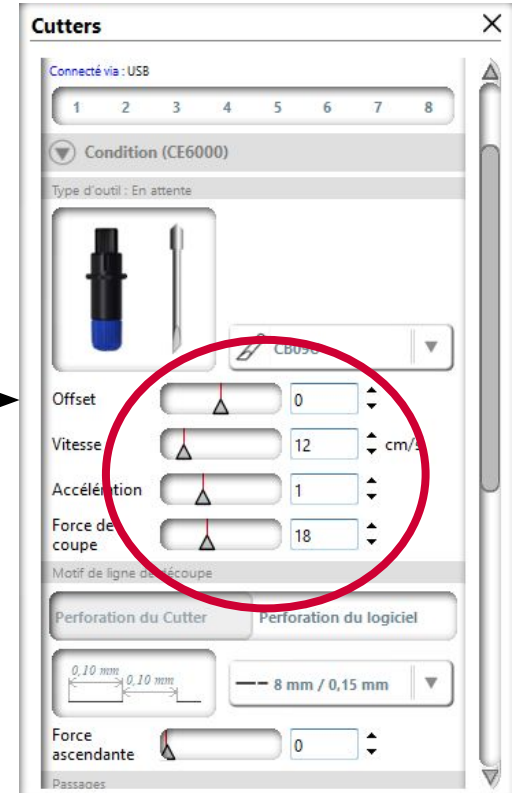 Cutters
Connecté via : USB
1 2 3 4 5 6 7 8
Condition (CE6000)
Type d'outil : En attente
Offset 0
Vitesse 12 cm/s
Accélération 1
Force de
coupe 18
Motif de ligne de découpe
Perforation du Cutter Perforation du logiciel
0,10 mm
0,10 mm
8 mm / 0,15 mm
Force
ascendante 0
Passages